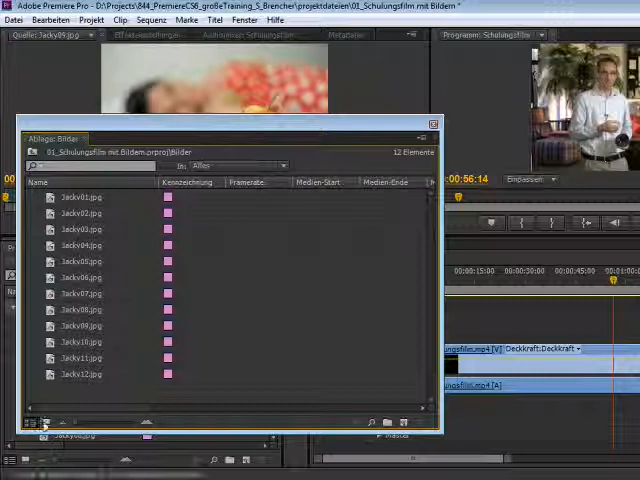 Adobe Premiere Pro - D:\Projects\844_PremiereCS6_großeTraining_S_Brencher\projektdateien\01_Schulungsfilm mit Bildern *
Datei Bearbeiten Projekt Clip Sequenz Marke Titel Fenster Hilfe
Quelle: Jacky09.jpg Effekteinstellungen Audiomixer: Schulungsfilm Metadaten Programm: Schulungsfilm
Ablage: Bilder
01_Schulungsfilm mit Bildern.prproj\Bilder 12 Elemente
In: Alles
Name Kennzeichnung Framerate Medien-Start Medien-Ende
Jacky01.jpg
Jacky02.jpg
Jacky03.jpg
Jacky04.jpg
Jacky05.jpg
Jacky06.jpg
Jacky07.jpg
Jacky08.jpg
Jacky09.jpg
Jacky10.jpg
Jacky11.jpg
Jacky12.jpg
00:56:14 Einpassen
00:00:15:00 00:00:30:00 00:00:45:00 00:01:00:0
ungsfilm.mp4 [V] Deckkraft:Deckkraft
ungsfilm.mp4 [A]
Master